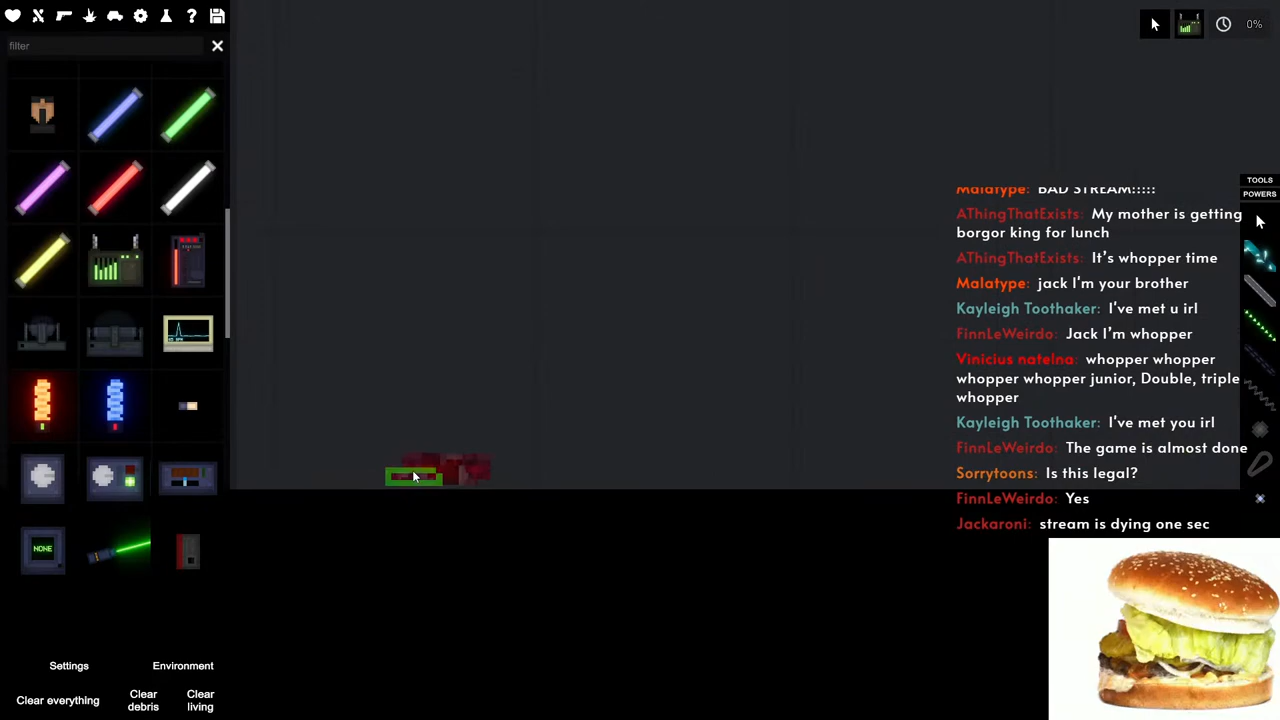 0%
filter
TOOLS
POWERS
Malatype: BAD STREAM!!!!!
AThingThatExists: My mother is getting
borgor king for lunch
AThingThatExists: It's whopper time
Malatype: jack I'm your brother
Kayleigh Toothaker: I've met u irl
FinnLeWeirdo: Jack I'm whopper
Vinicius natelna: whopper whopper
whopper whopper junior, Double, triple
whopper
Kayleigh Toothaker: I've met you irl
FinnLeWeirdo: The game is almost done
Sorrytoons: Is this legal?
FinnLeWeirdo: Yes
Jackaroni: stream is dying one sec
NONE
Settings
Environment
Clear everything
Clear
debris
Clear
living